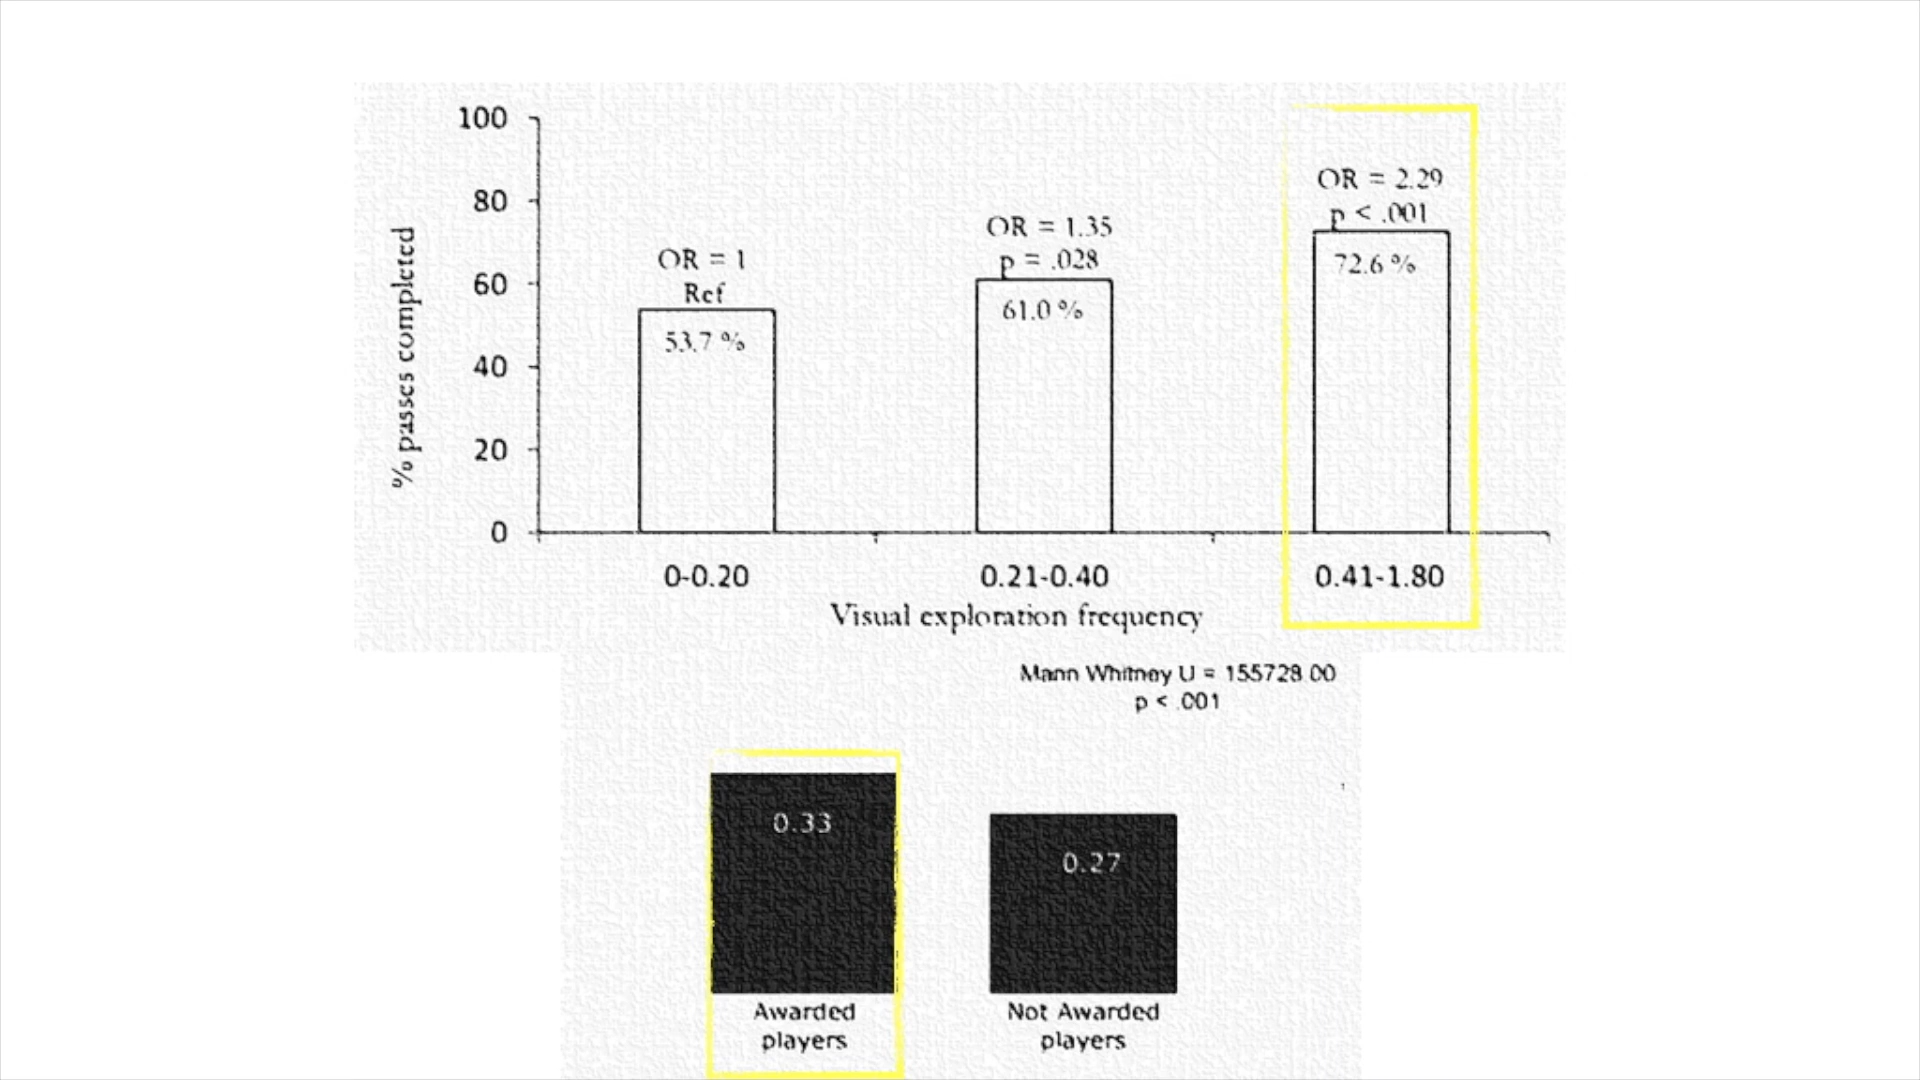 100
80
60
40
20
0
% passes completed
OR = 1
Ref
53.7 %
OR = 1.35
p = .028
61.0 %
OR = 2.29
p < .001
72.6 %
0-0.20
0.21-0.40
0.41-1.80
Visual exploration frequency
Mann Whitney U = 155728.00
p < .001
0.33
0.27
Awarded
players
Not Awarded
players